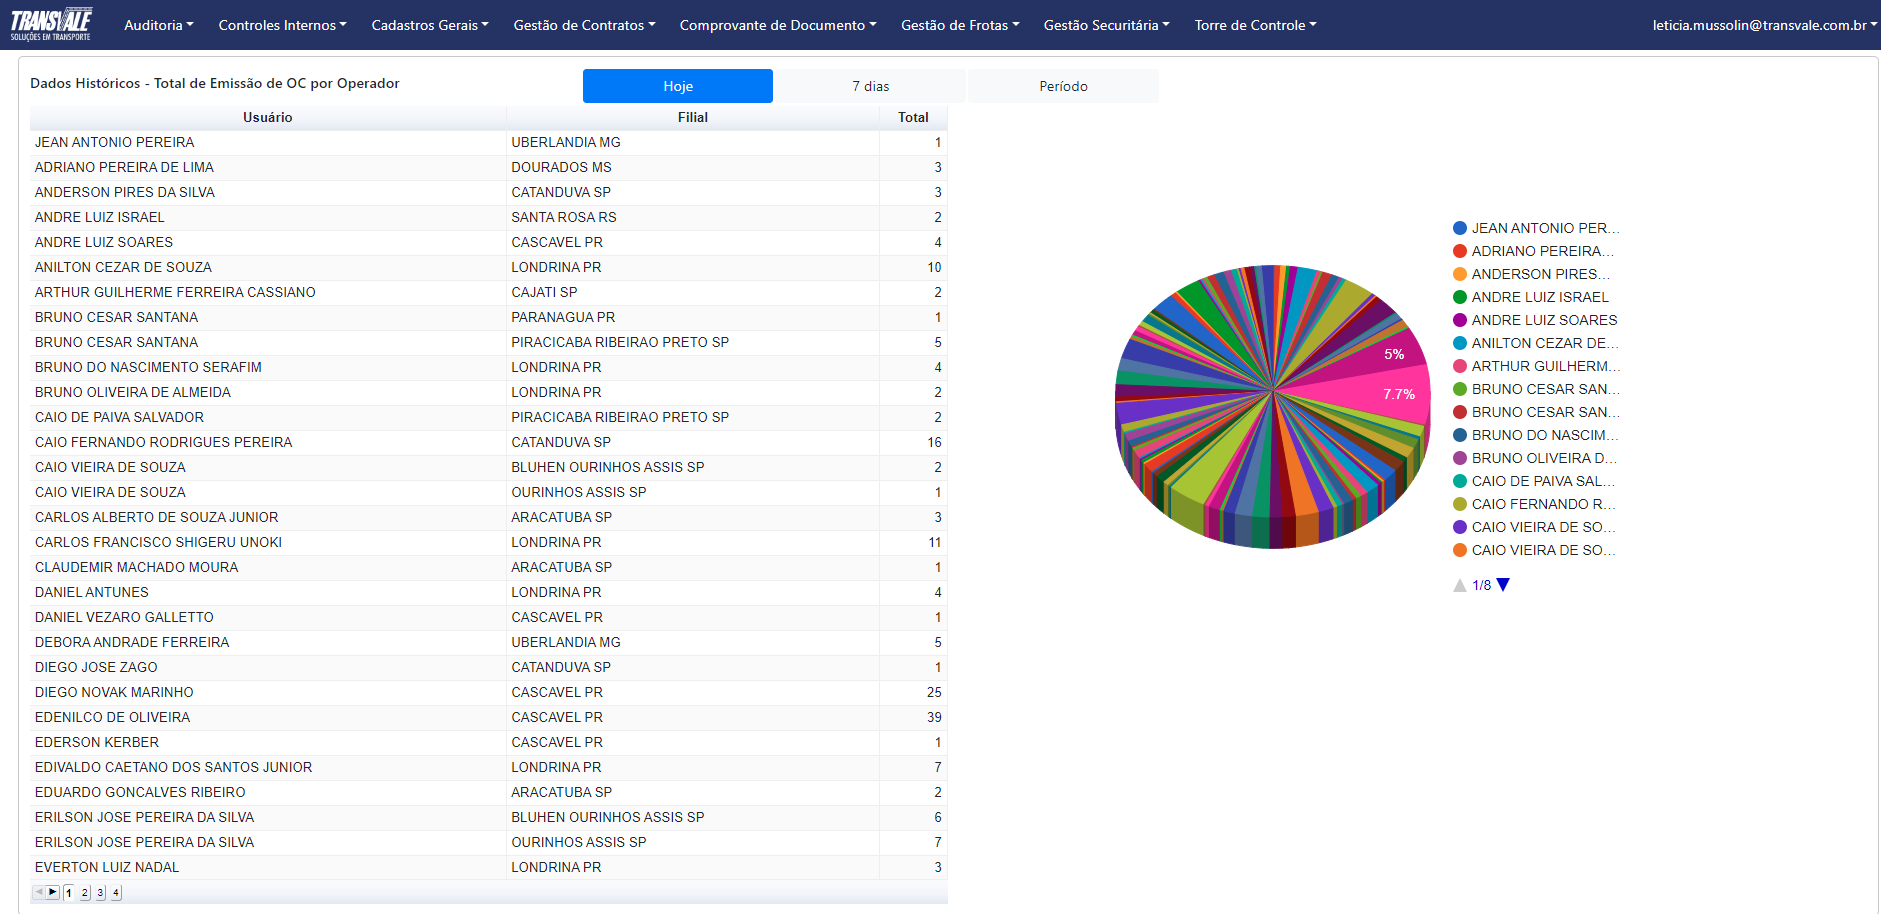 TRANSVALE
SOLUÇÕES EM TRANSPORTE
Auditoria Controles Internos Cadastros Gerais Gestão de Contratos Comprovante de Documento Gestão de Frotas Gestão Securitária Torre de Controle leticia.mussolin@transvale.com.br
Dados Históricos - Total de Emissão de OC por Operador
Hoje 7 dias Período
Usuário Filial Total
JEAN ANTONIO PEREIRA UBERLANDIA MG 1
ADRIANO PEREIRA DE LIMA DOURADOS MS 3
ANDERSON PIRES DA SILVA CATANDUVA SP 3
ANDRE LUIZ ISRAEL SANTA ROSA RS 2
ANDRE LUIZ SOARES CASCAVEL PR 4
ANILTON CEZAR DE SOUZA LONDRINA PR 10
ARTHUR GUILHERME FERREIRA CASSIANO CAJATI SP 2
BRUNO CESAR SANTANA PARANAGUA PR 1
BRUNO CESAR SANTANA PIRACICABA RIBEIRAO PRETO SP 5
BRUNO DO NASCIMENTO SERAFIM LONDRINA PR 4
BRUNO OLIVEIRA DE ALMEIDA LONDRINA PR 2
CAIO DE PAIVA SALVADOR PIRACICABA RIBEIRAO PRETO SP 2
CAIO FERNANDO RODRIGUES PEREIRA CATANDUVA SP 16
CAIO VIEIRA DE SOUZA BLUHEN OURINHOS ASSIS SP 2
CAIO VIEIRA DE SOUZA OURINHOS ASSIS SP 1
CARLOS ALBERTO DE SOUZA JUNIOR ARACATUBA SP 3
CARLOS FRANCISCO SHIGERU UNOKI LONDRINA PR 11
CLAUDEMIR MACHADO MOURA ARACATUBA SP 1
DANIEL ANTUNES LONDRINA PR 4
DANIEL VEZARO GALLETTO CASCAVEL PR 1
DEBORA ANDRADE FERREIRA UBERLANDIA MG 5
DIEGO JOSE ZAGO CATANDUVA SP 1
DIEGO NOVAK MARINHO CASCAVEL PR 25
EDENILCO DE OLIVEIRA CASCAVEL PR 39
EDERSON KERBER CASCAVEL PR 1
EDIVALDO CAETANO DOS SANTOS JUNIOR LONDRINA PR 7
EDUARDO GONCALVES RIBEIRO ARACATUBA SP 2
ERILSON JOSE PEREIRA DA SILVA BLUHEN OURINHOS ASSIS SP 6
ERILSON JOSE PEREIRA DA SILVA OURINHOS ASSIS SP 7
EVERTON LUIZ NADAL LONDRINA PR 3
1 2 3 4
5%
7.7%
JEAN ANTONIO PER...
ADRIANO PEREIRA...
ANDERSON PIRES...
ANDRE LUIZ ISRAEL
ANDRE LUIZ SOARES
ANILTON CEZAR DE...
ARTHUR GUILHERM...
BRUNO CESAR SAN...
BRUNO CESAR SAN...
BRUNO DO NASCIM...
BRUNO OLIVEIRA D...
CAIO DE PAIVA SAL...
CAIO FERNANDO R...
CAIO VIEIRA DE SO...
CAIO VIEIRA DE SO...
1/8